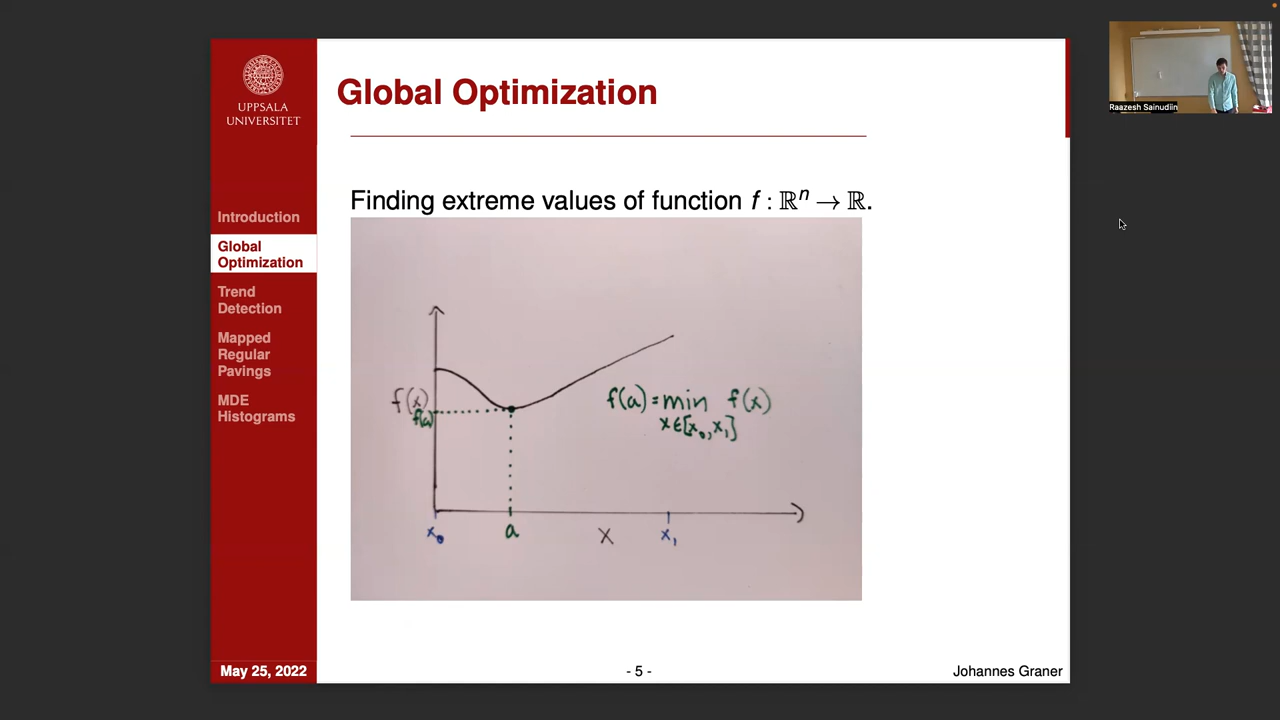 Raazesh Sainudiin
UPPSALA
UNIVERSITET
Introduction
Global
Optimization
Trend
Detection
Mapped
Regular
Pavings
MDE
Histograms
May 25, 2022
Global Optimization
Finding extreme values of function f : ℝⁿ → ℝ.
f(x)
f(a)
f(a)=min f(x)
x∈[x₀,x₁]
x₀
a
x
x₁
- 5 -
Johannes Graner